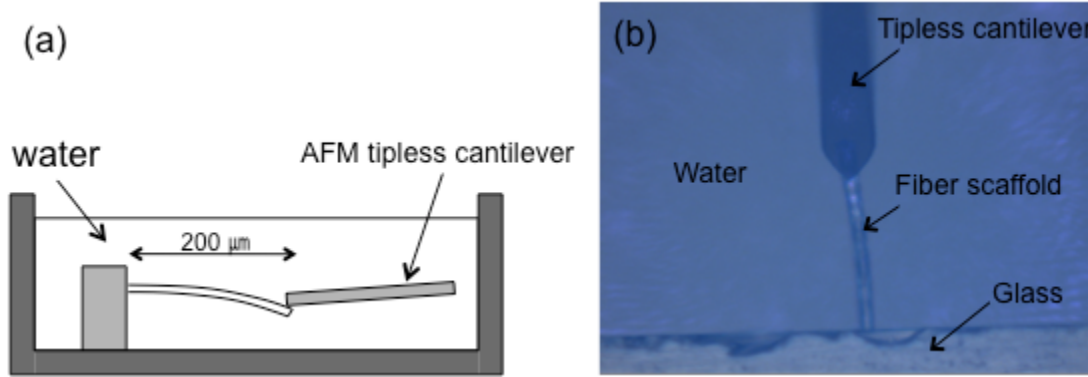 (a)
water
AFM tipless cantilever
200 μm
(b)
Tipless cantilever
Water
Fiber scaffold
Glass